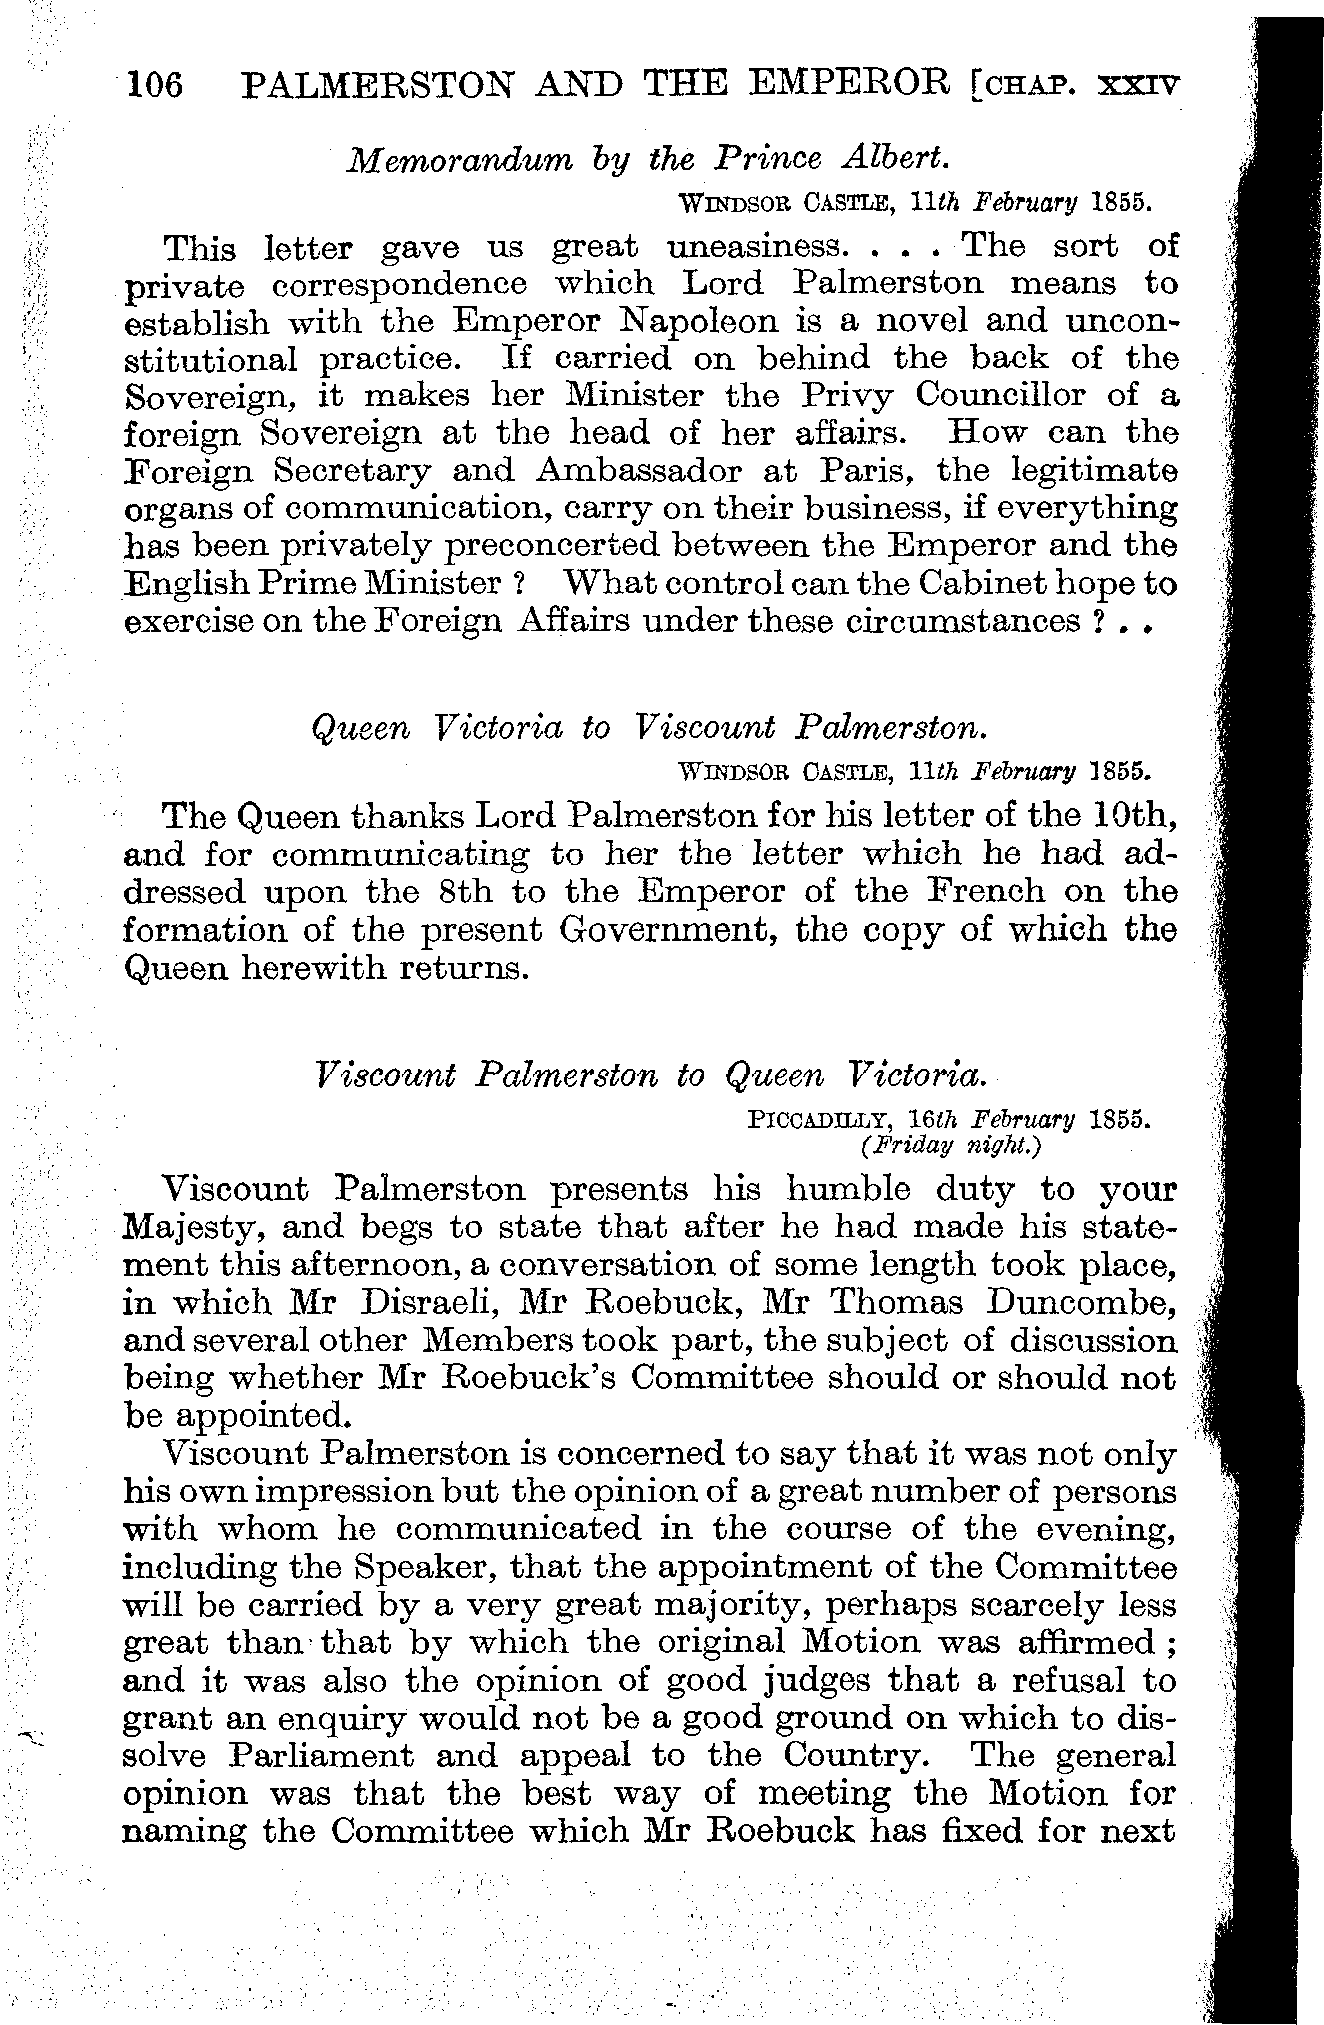 106 PALMERSTON AND THE EMPEROR [CHAP. XXIV
Memorandum by the Prince Albert.
WINDSOR CASTLE, 11th February 1855.
This letter gave us great uneasiness. . . . The sort of
private correspondence which Lord Palmerston means to
establish with the Emperor Napoleon is a novel and uncon-
stitutional practice. If carried on behind the back of the
Sovereign, it makes her Minister the Privy Councillor of a
foreign Sovereign at the head of her affairs. How can the
Foreign Secretary and Ambassador at Paris, the legitimate
organs of communication, carry on their business, if everything
has been privately preconcerted between the Emperor and the
English Prime Minister ? What control can the Cabinet hope to
exercise on the Foreign Affairs under these circumstances ? . .
Queen Victoria to Viscount Palmerston.
WINDSOR CASTLE, 11th February 1855.
The Queen thanks Lord Palmerston for his letter of the 10th,
and for communicating to her the letter which he had ad-
dressed upon the 8th to the Emperor of the French on the
formation of the present Government, the copy of which the
Queen herewith returns.
Viscount Palmerston to Queen Victoria.
PICCADILLY, 16th February 1855.
(Friday night.)
Viscount Palmerston presents his humble duty to your
Majesty, and begs to state that after he had made his state-
ment this afternoon, a conversation of some length took place,
in which Mr Disraeli, Mr Roebuck, Mr Thomas Duncombe,
and several other Members took part, the subject of discussion
being whether Mr Roebuck's Committee should or should not
be appointed.
Viscount Palmerston is concerned to say that it was not only
his own impression but the opinion of a great number of persons
with whom he communicated in the course of the evening,
including the Speaker, that the appointment of the Committee
will be carried by a very great majority, perhaps scarcely less
great than that by which the original Motion was affirmed ;
and it was also the opinion of good judges that a refusal to
grant an enquiry would not be a good ground on which to dis-
solve Parliament and appeal to the Country. The general
opinion was that the best way of meeting the Motion for
naming the Committee which Mr Roebuck has fixed for next